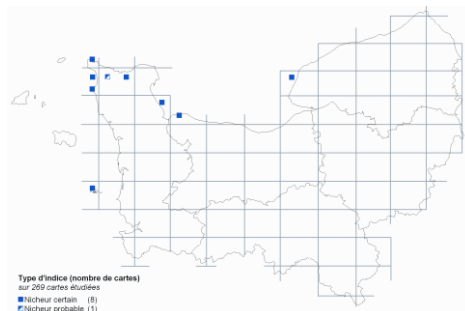 Type d'indice (nombre de cartes)
sur 269 cartes étudiées
Nicheur certain (8)
Nicheur probable (1)